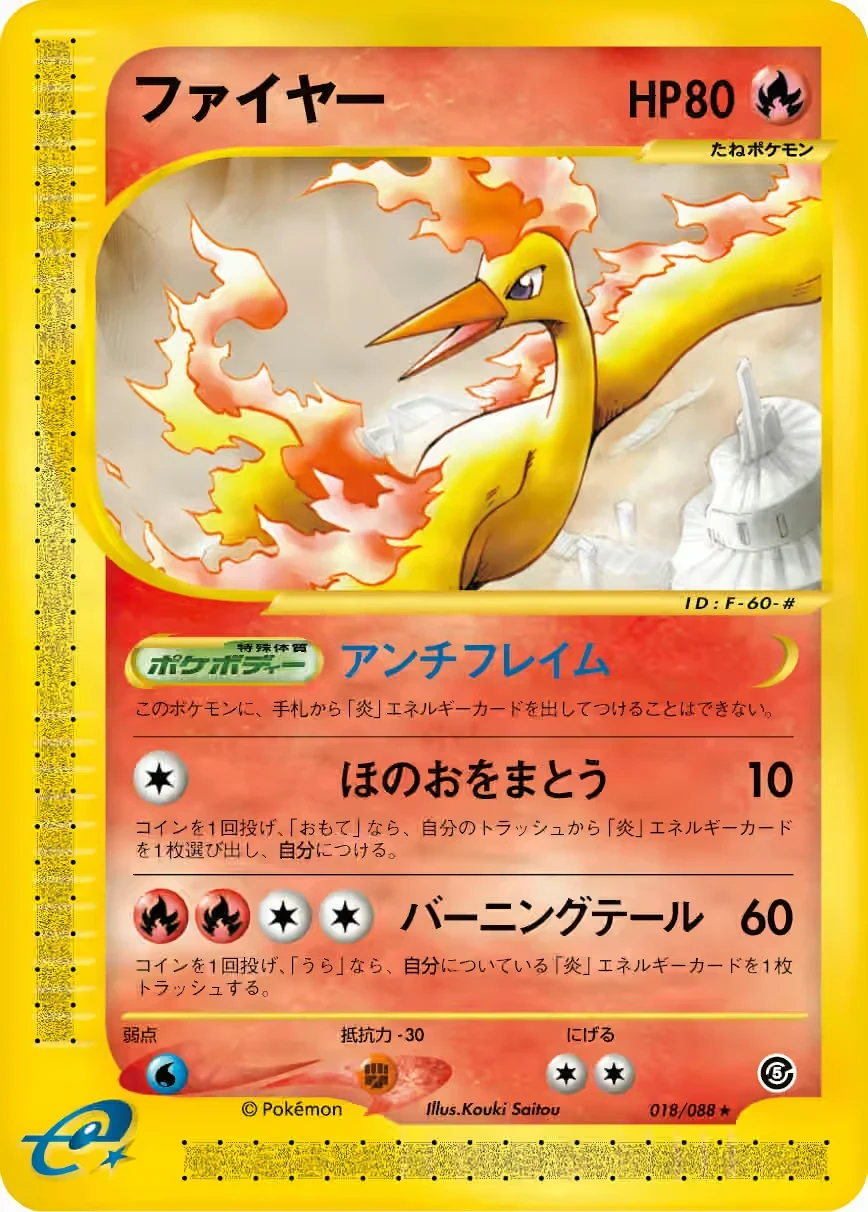 ファイヤー HP80
たねポケモン
ID:F-60-#
特殊体質
ポケボディー アンチフレイム
このポケモンに、手札から「炎」エネルギーカードを出してつけることはできない。
ほのおをまとう 10
コインを1回投げ、「おもて」なら、自分のトラッシュから「炎」エネルギーカード
を1枚選び出し、自分につける。
バーニングテール 60
コインを1回投げ、「うら」なら、自分についている「炎」エネルギーカードを1枚
トラッシュする。
弱点 抵抗力-30 にげる
5
© Pokémon Illus.Kouki Saitou 018/088★
e